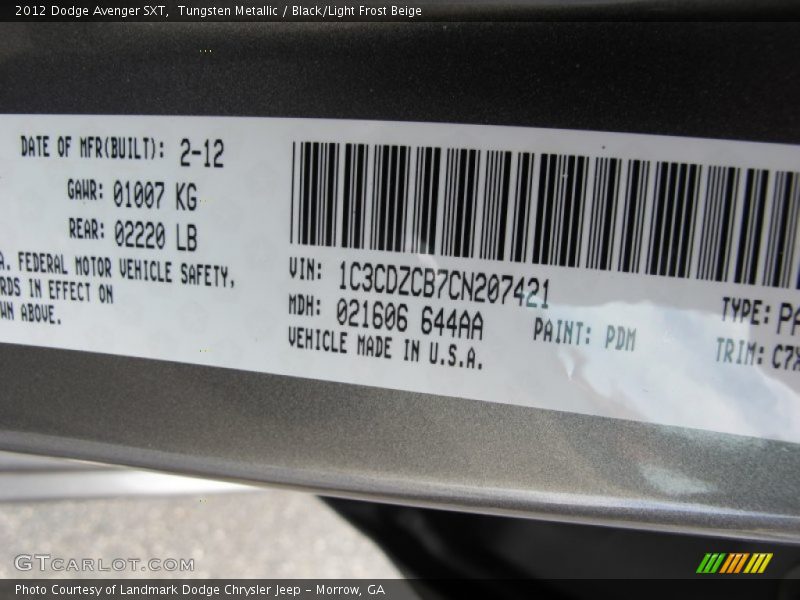 2012 Dodge Avenger SXT, Tungsten Metallic / Black/Light Frost Beige
DATE OF MFR(BUILT): 2-12
GAWR: 01007 KG
REAR: 02220 LB
A. FEDERAL MOTOR VEHICLE SAFETY,
RDS IN EFFECT ON
WN ABOVE.
VIN: 1C3CDZCB7CN207421
MDH: 021606 644AA
VEHICLE MADE IN U.S.A.
PAINT: PDM
TYPE: PA
TRIM: C7X
GTCARLOT.COM
Photo Courtesy of Landmark Dodge Chrysler Jeep - Morrow, GA